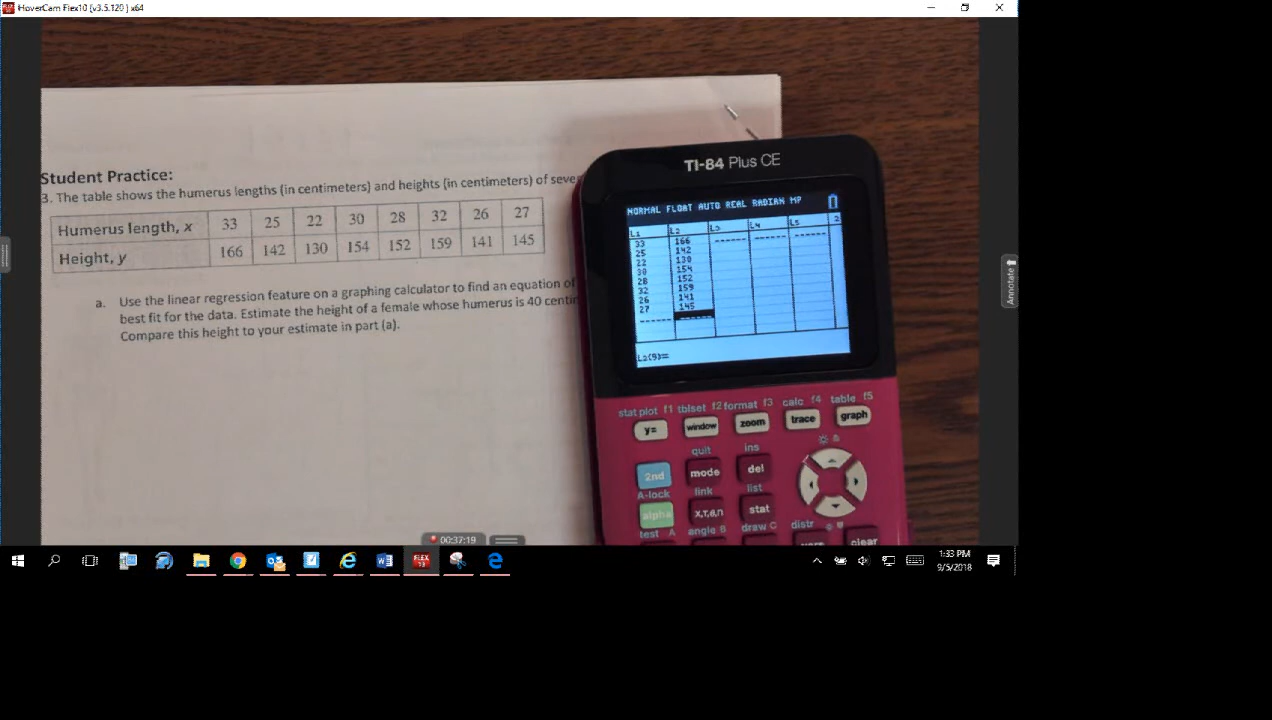 HoverCam Flex10 (v3.5.129) x64
Student Practice:
3. The table shows the humerus lengths (in centimeters) and heights (in centimeters) of seve
Humerus length, x 33 25 22 30 28 32 26 27
Height, y 166 142 130 154 152 159 141 145
a. Use the linear regression feature on a graphing calculator to find an equation of
best fit for the data. Estimate the height of a female whose humerus is 40 centi
Compare this height to your estimate in part (a).
TI-84 Plus CE
NORMAL FLOAT AUTO REAL RADIAN MP
L1 L2 L3 L4 L5 2
33 166
25 142
22 130
30 154
28 152
32 159
26 141
27 145
L2(9)=
stat plot f1 tblset f2 format f3 calc f4 table f5
y= window zoom trace graph
quit ins
2nd mode del
A-lock link list
alpha X,T,θ,n stat
test A angle B draw C distr
clear
Annotate
00:37:19
FLEX
1:33 PM
9/5/2018